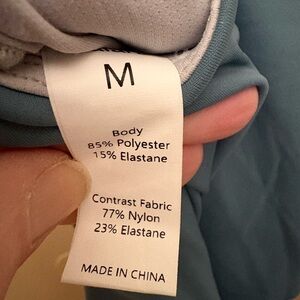 M
Body
85% Polyester
15% Elastane
Contrast Fabric
77% Nylon
23% Elastane
MADE IN CHINA